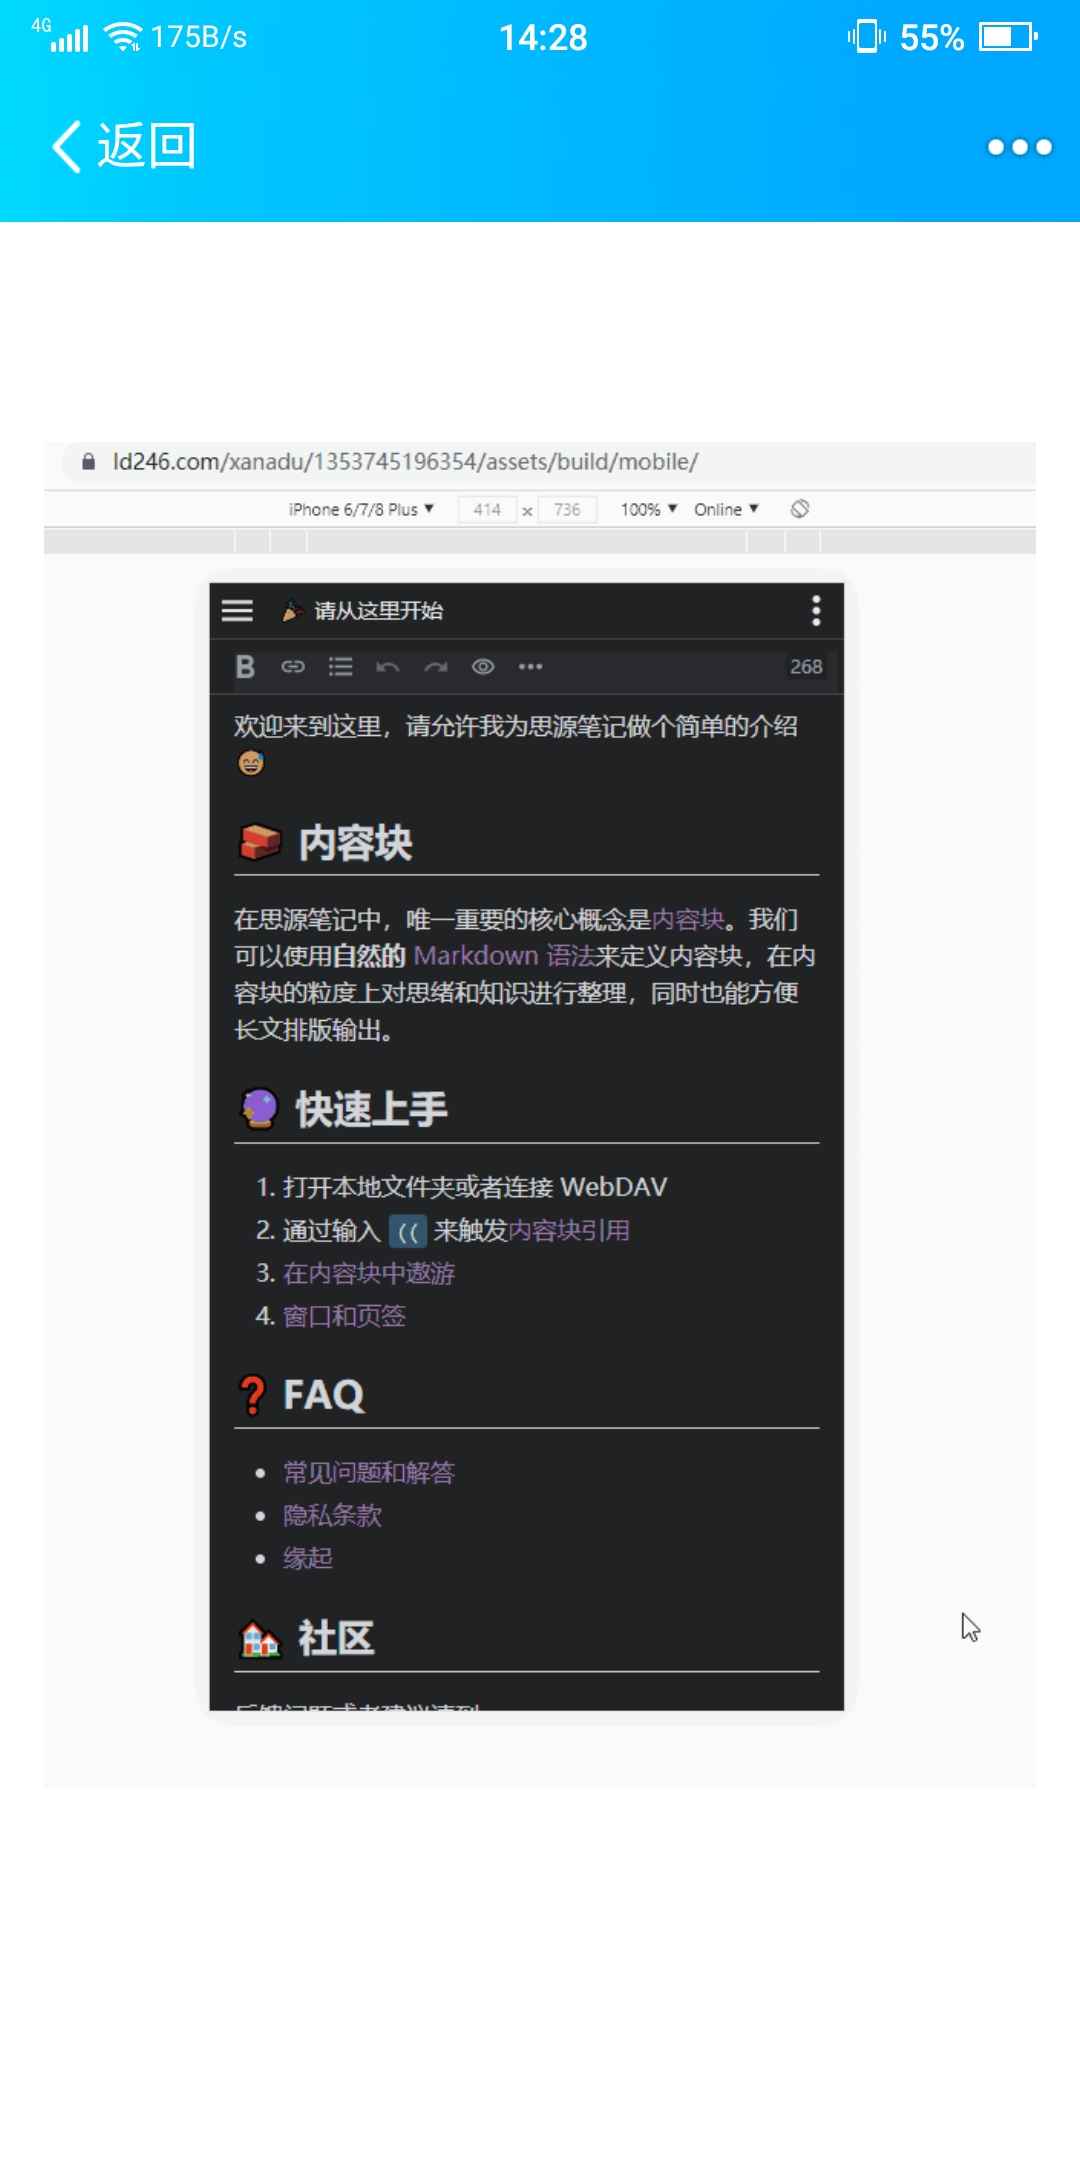 4G 175B/s 14:28 55%
返回
ld246.com/xanadu/1353745196354/assets/build/mobile/
iPhone 6/7/8 Plus 414 x 736 100% Online
请从这里开始
B 268
欢迎来到这里，请允许我为思源笔记做个简单的介绍
内容块
在思源笔记中，唯一重要的核心概念是内容块。我们
可以使用自然的 Markdown 语法来定义内容块，在内
容块的粒度上对思绪和知识进行整理，同时也能方便
长文排版输出。
快速上手
1. 打开本地文件夹或者连接 WebDAV
2. 通过输入 (( 来触发内容块引用
3. 在内容块中遨游
4. 窗口和页签
FAQ
常见问题和解答
隐私条款
缘起
社区